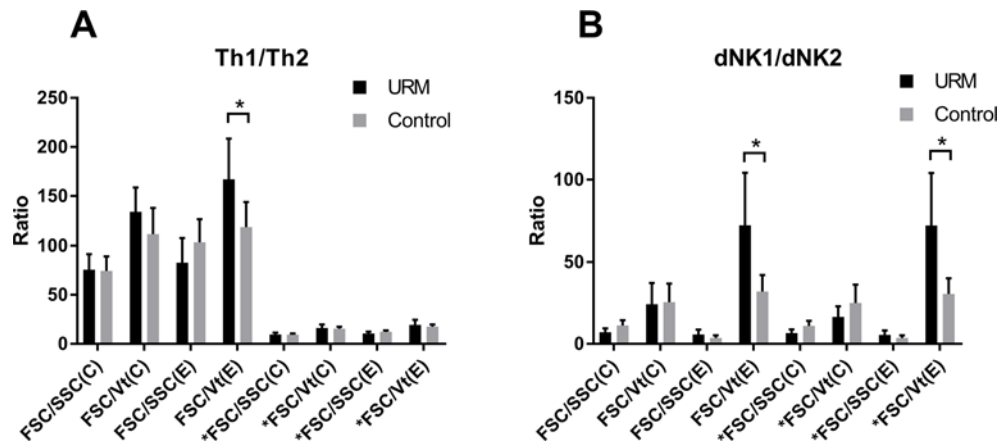 A
Th1/Th2
URM
Control
*
Ratio
250
200
150
100
50
0
FSC/SSC(C)
FSC/Vt(C)
FSC/SSC(E)
FSC/Vt(E)
*FSC/SSC(C)
*FSC/Vt(C)
*FSC/SSC(E)
*FSC/Vt(E)
B
dNK1/dNK2
URM
Control
*
*
Ratio
150
100
50
0
FSC/SSC(C)
FSC/Vt(C)
FSC/SSC(E)
FSC/Vt(E)
*FSC/SSC(C)
*FSC/Vt(C)
*FSC/SSC(E)
*FSC/Vt(E)